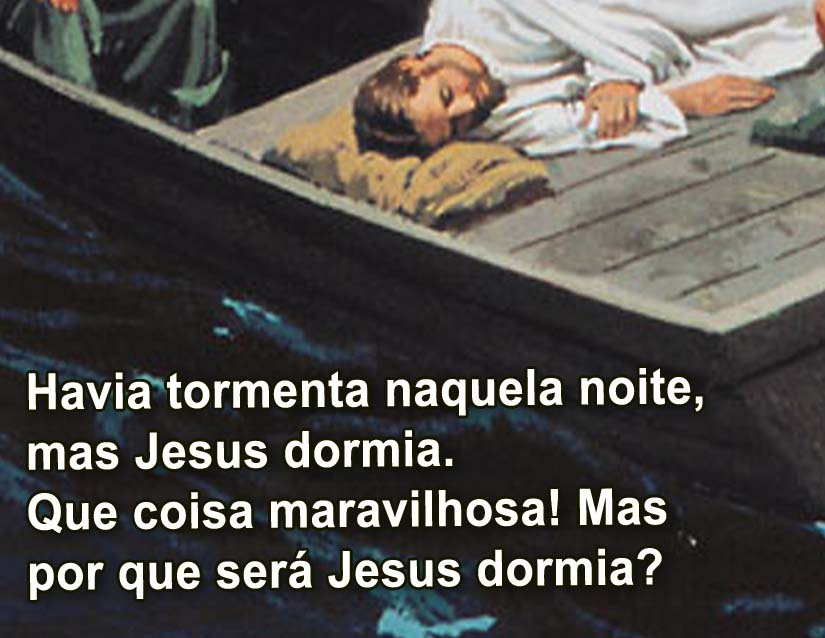 Havia tormenta naquela noite,
mas Jesus dormia.
Que coisa maravilhosa! Mas
por que será Jesus dormia?